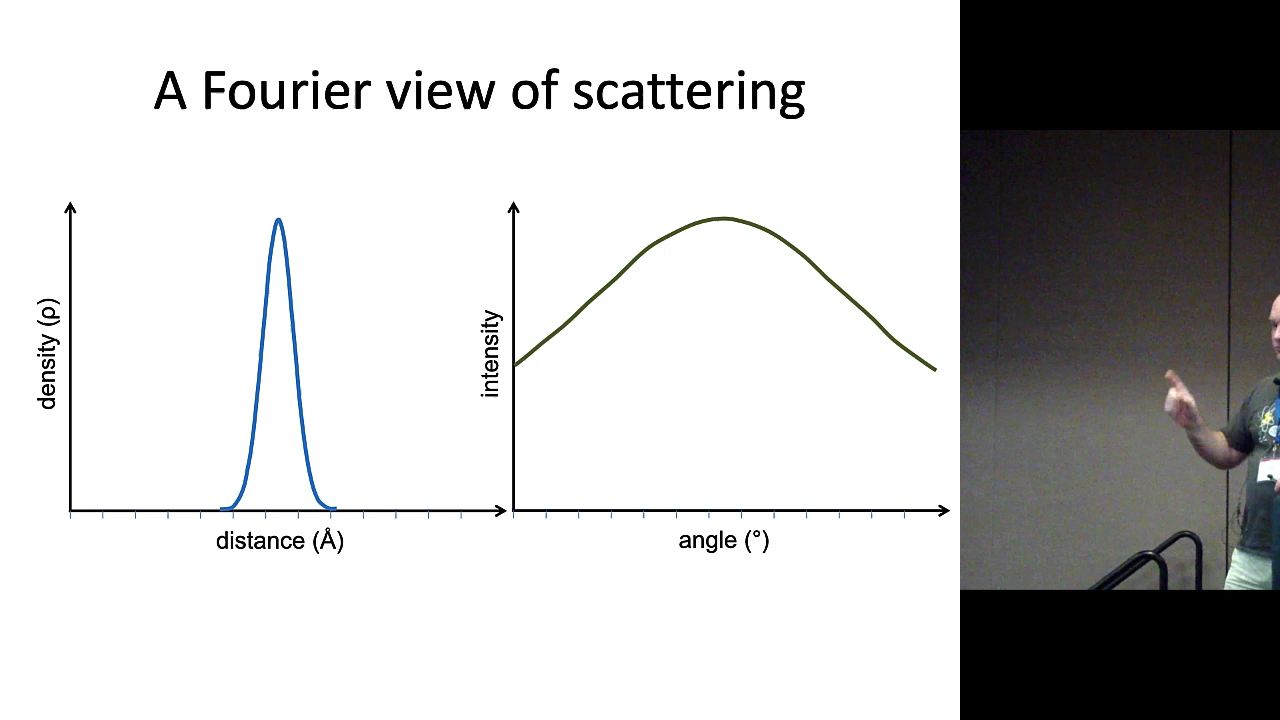 A Fourier view of scattering
density (ρ)
distance (Å)
intensity
angle (°)